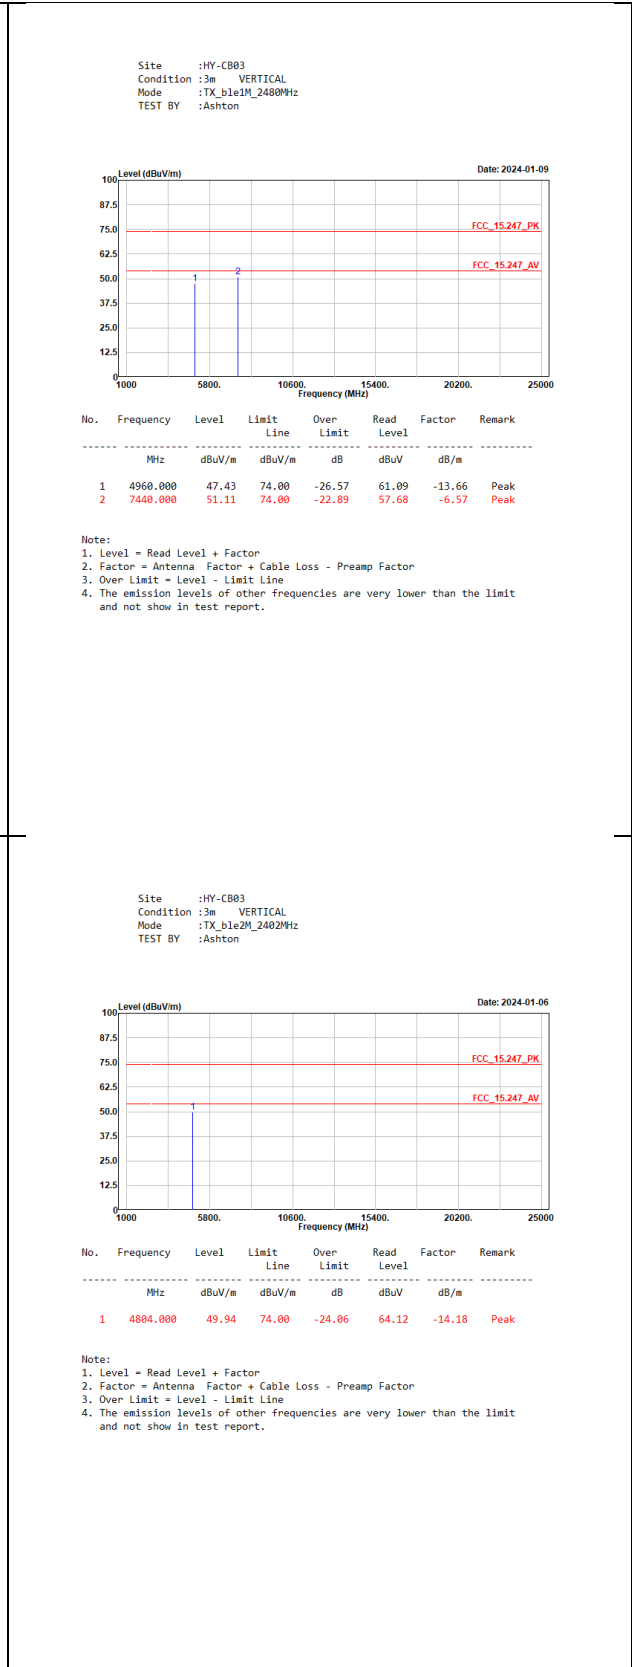 Site :HY-CB03
Condition :3m VERTICAL
Mode :TX_ble1M_2480MHz
TEST BY :Ashton
Level (dBuV/m) Date: 2024-01-09
100
87.5
75.0 FCC_15.247_PK
62.5 FCC_15.247_AV
50.0 1 2
37.5
25.0
12.5
0
1000 5800. 10600. 15400. 20200. 25000
Frequency (MHz)
No. Frequency Level Limit Over Read Factor Remark
Line Limit Level
------ ----------- ------- --------- --------- ------- -------- ---------
MHz dBuV/m dBuV/m dB dBuV dB/m
1 4960.000 47.43 74.00 -26.57 61.09 -13.66 Peak
2 7440.000 51.11 74.00 -22.89 57.68 -6.57 Peak
Note:
1. Level = Read Level + Factor
2. Factor = Antenna Factor + Cable Loss - Preamp Factor
3. Over Limit = Level - Limit Line
4. The emission levels of other frequencies are very lower than the limit
and not show in test report.
Site :HY-CB03
Condition :3m VERTICAL
Mode :TX_ble2M_2402MHz
TEST BY :Ashton
Level (dBuV/m) Date: 2024-01-06
100
87.5
75.0 FCC_15.247_PK
62.5 FCC_15.247_AV
50.0 1
37.5
25.0
12.5
0
1000 5800. 10600. 15400. 20200. 25000
Frequency (MHz)
No. Frequency Level Limit Over Read Factor Remark
Line Limit Level
------ ----------- ------- --------- --------- ------- -------- ---------
MHz dBuV/m dBuV/m dB dBuV dB/m
1 4804.000 49.94 74.00 -24.06 64.12 -14.18 Peak
Note:
1. Level = Read Level + Factor
2. Factor = Antenna Factor + Cable Loss - Preamp Factor
3. Over Limit = Level - Limit Line
4. The emission levels of other frequencies are very lower than the limit
and not show in test report.